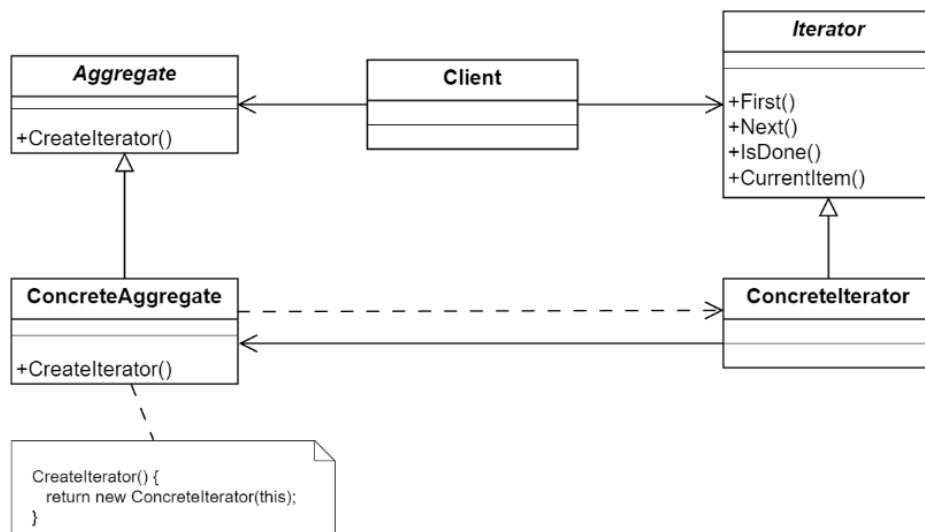 Aggregate
+CreateIterator()
Client
Iterator
+First()
+Next()
+IsDone()
+CurrentItem()
ConcreteAggregate
+CreateIterator()
ConcreteIterator
CreateIterator() {
return new ConcreteIterator(this);
}